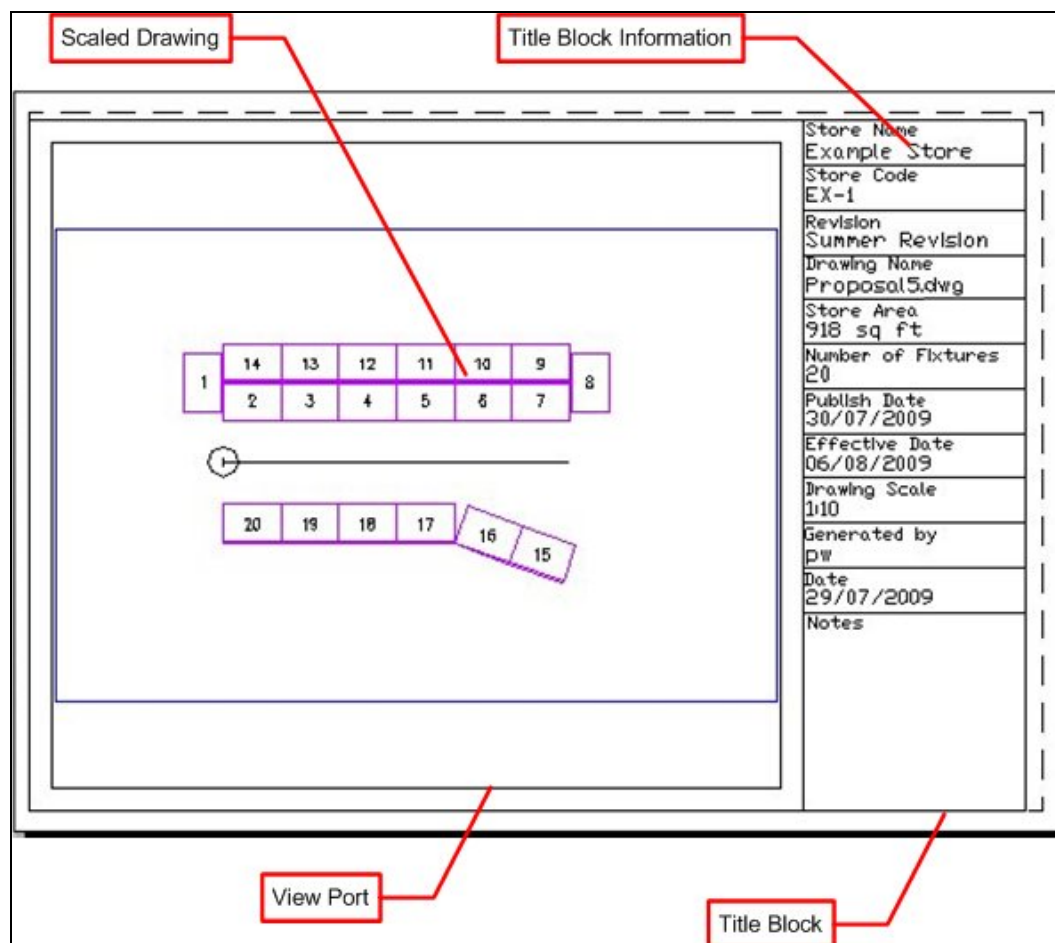 Scaled Drawing
Title Block Information
Store Name
Example Store
Store Code
EX-1
Revision
Summer Revision
Drawing Name
Proposal5.dwg
Store Area
918 sq ft
Number of Fixtures
20
Publish Date
30/07/2009
Effective Date
06/08/2009
Drawing Scale
1:10
Generated by
pw
Date
29/07/2009
Notes
1 14 13 12 11 10 9 8
2 3 4 5 6 7
20 19 18 17 16 15
View Port
Title Block